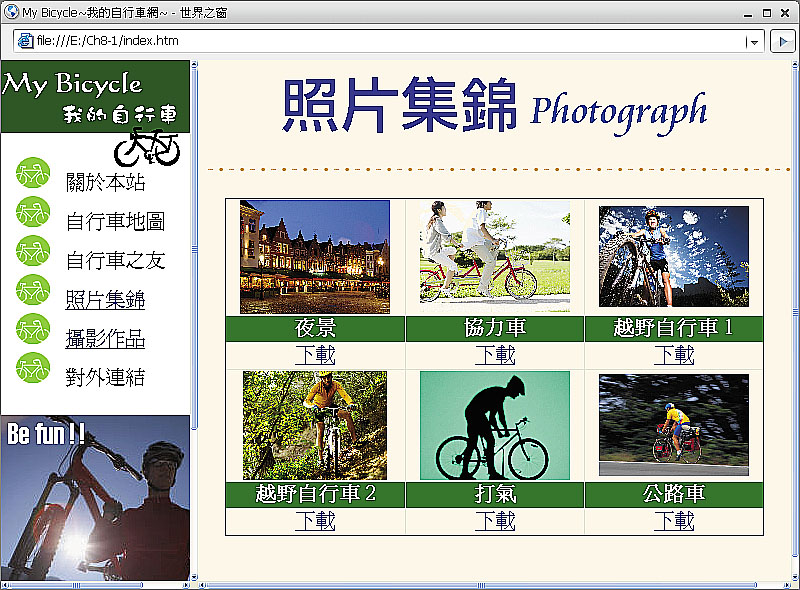 My Bicycle~我的自行車網~ - 世界之窗
file:///E:/Ch8-1/index.htm
My Bicycle
我的自行車
關於本站
自行車地圖
自行車之友
照片集錦
攝影作品
對外連結
Be fun!!
照片集錦 Photograph
夜景
協力車
越野自行車1
下載
下載
下載
越野自行車2
打氣
公路車
下載
下載
下載